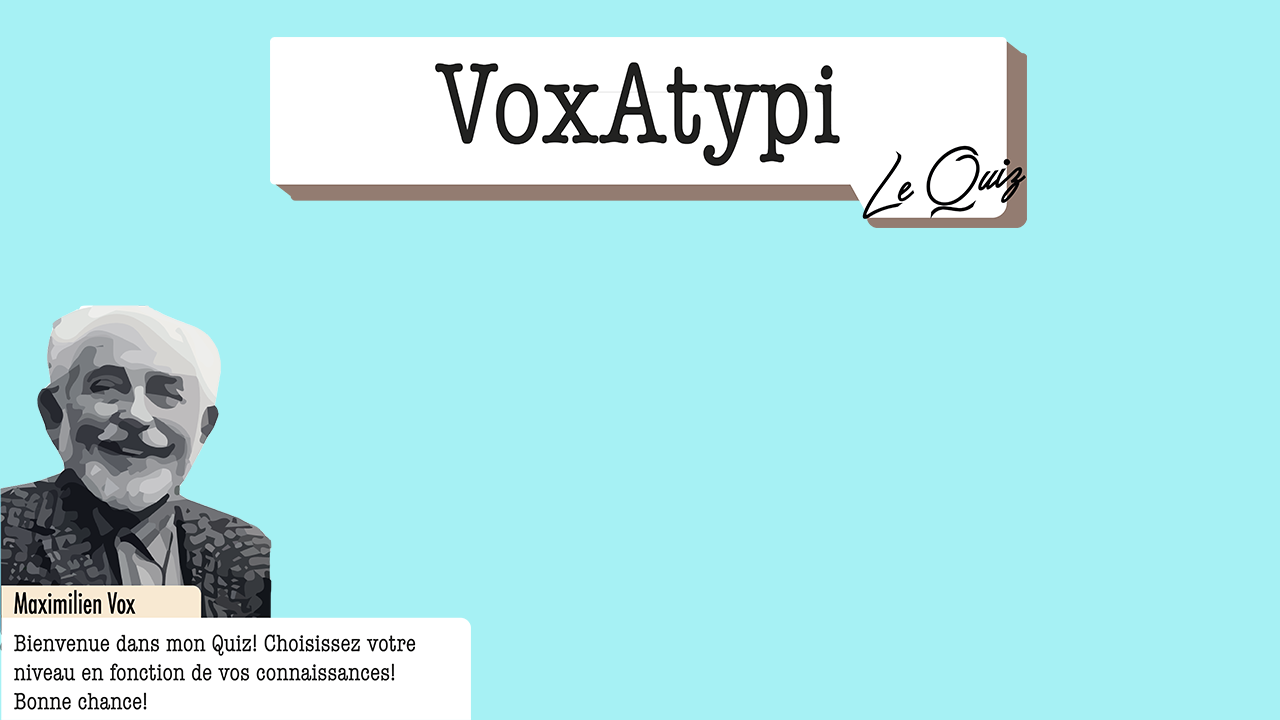 VoxAtypi
Le Quiz
Maximilien Vox
Bienvenue dans mon Quiz! Choisissez votre
niveau en fonction de vos connaissances!
Bonne chance!